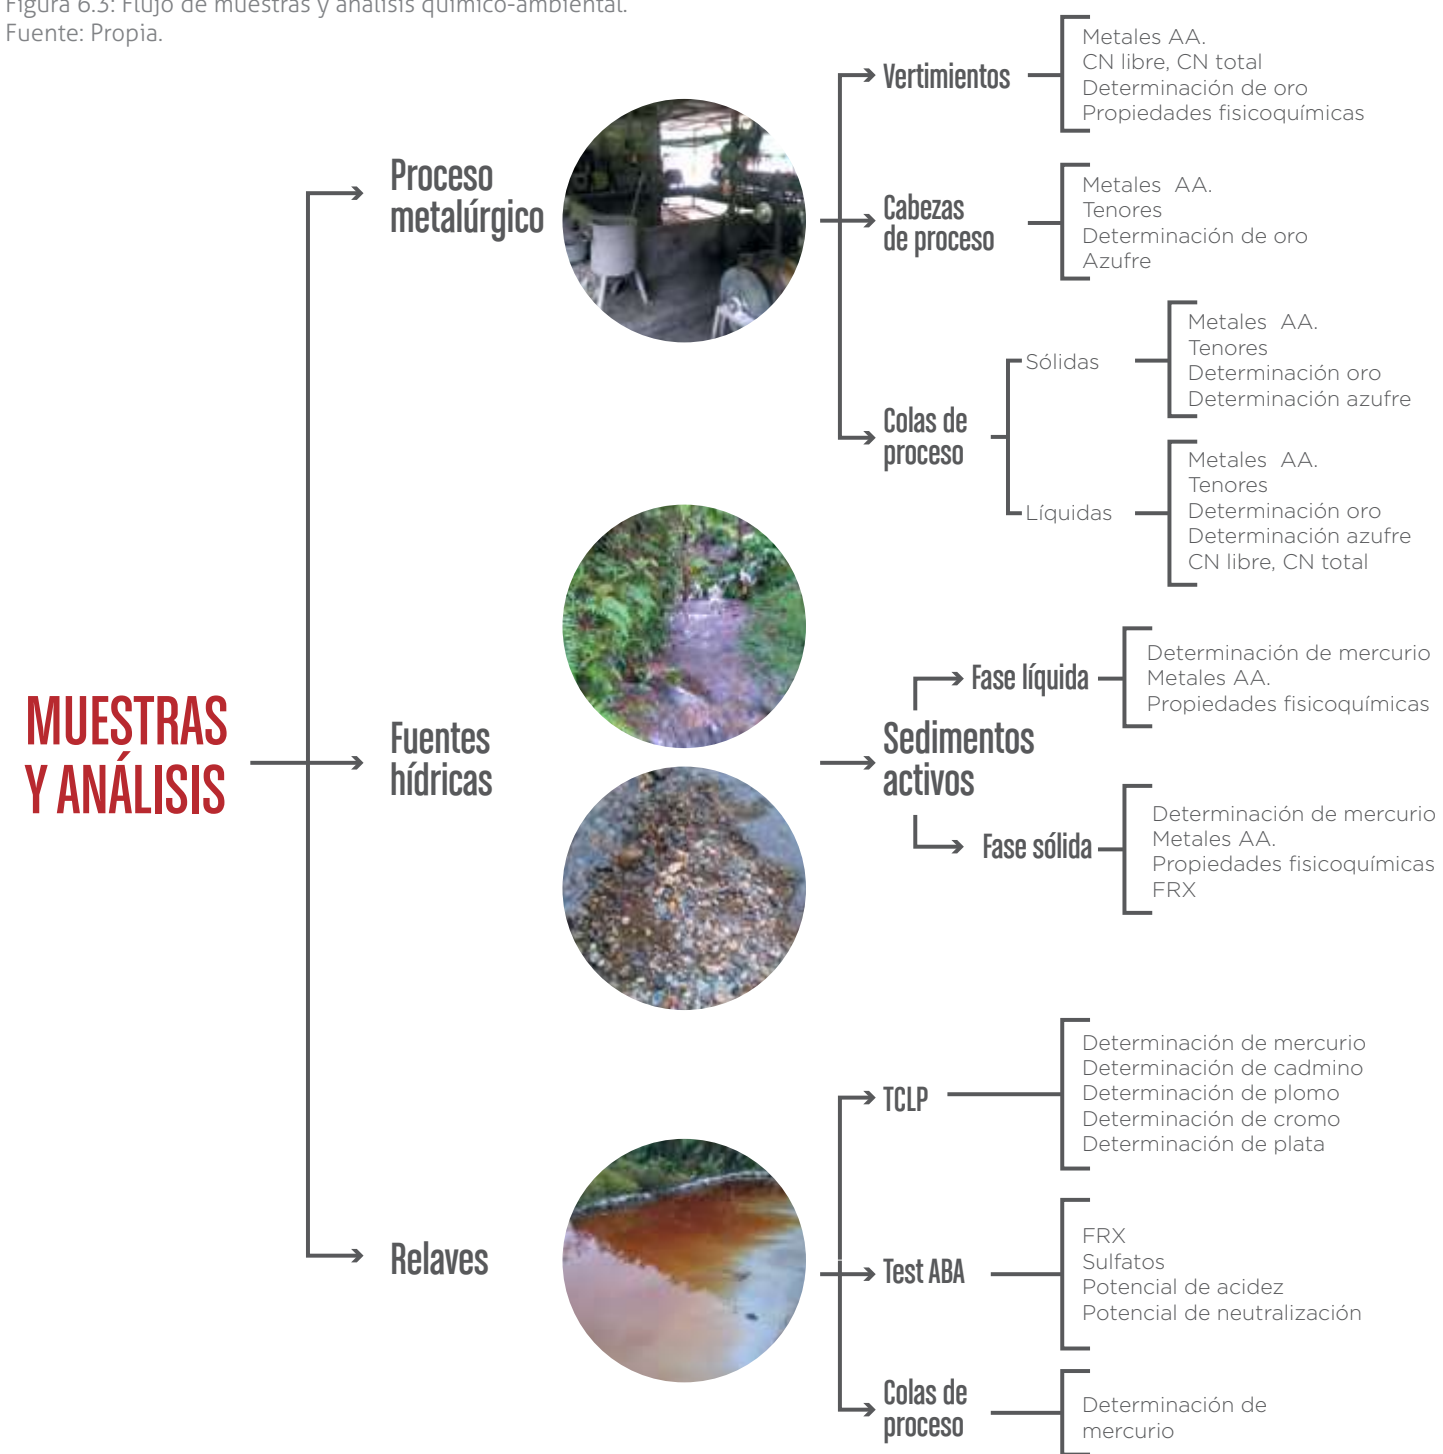 Figura 6.3: Flujo de muestras y análisis químico-ambiental.
Fuente: Propia.
MUESTRAS
Y ANÁLISIS
Proceso
metalúrgico
Vertimientos
Metales AA.
CN libre, CN total
Determinación de oro
Propiedades fisicoquímicas
Cabezas
de proceso
Metales AA.
Tenores
Determinación de oro
Azufre
Colas de
proceso
Sólidas
Metales AA.
Tenores
Determinación oro
Determinación azufre
Líquidas
Metales AA.
Tenores
Determinación oro
Determinación azufre
CN libre, CN total
Fuentes
hídricas
Sedimentos
activos
Fase líquida
Determinación de mercurio
Metales AA.
Propiedades fisicoquímicas
Fase sólida
Determinación de mercurio
Metales AA.
Propiedades fisicoquímicas
FRX
Relaves
TCLP
Determinación de mercurio
Determinación de cadmino
Determinación de plomo
Determinación de cromo
Determinación de plata
Test ABA
FRX
Sulfatos
Potencial de acidez
Potencial de neutralización
Colas de
proceso
Determinación de
mercurio